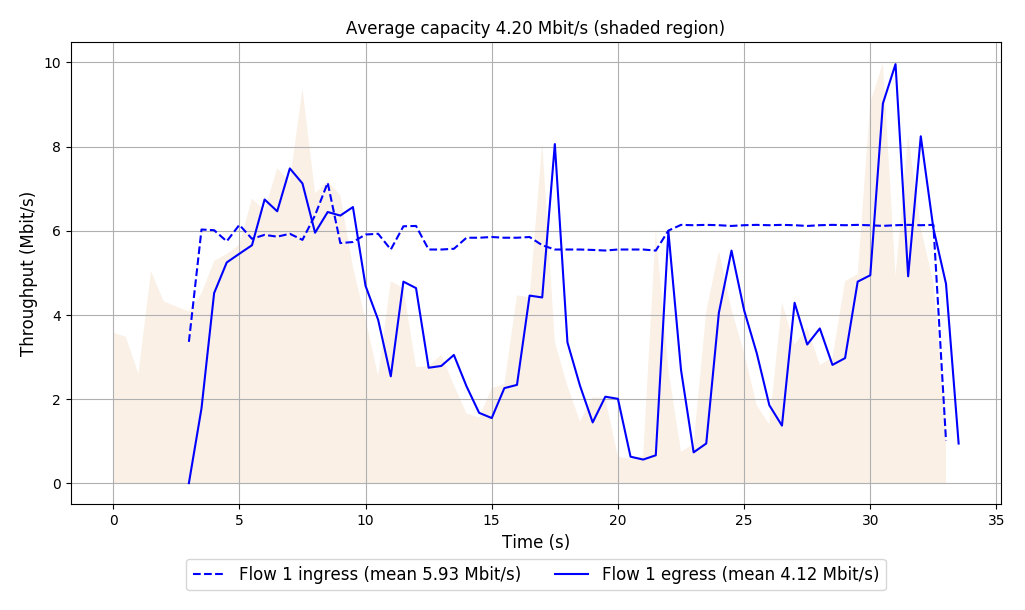 Average capacity 4.20 Mbit/s (shaded region)
Throughput (Mbit/s)
10
8
6
4
2
0
0 5 10 15 20 25 30 35
Time (s)
Flow 1 ingress (mean 5.93 Mbit/s) Flow 1 egress (mean 4.12 Mbit/s)